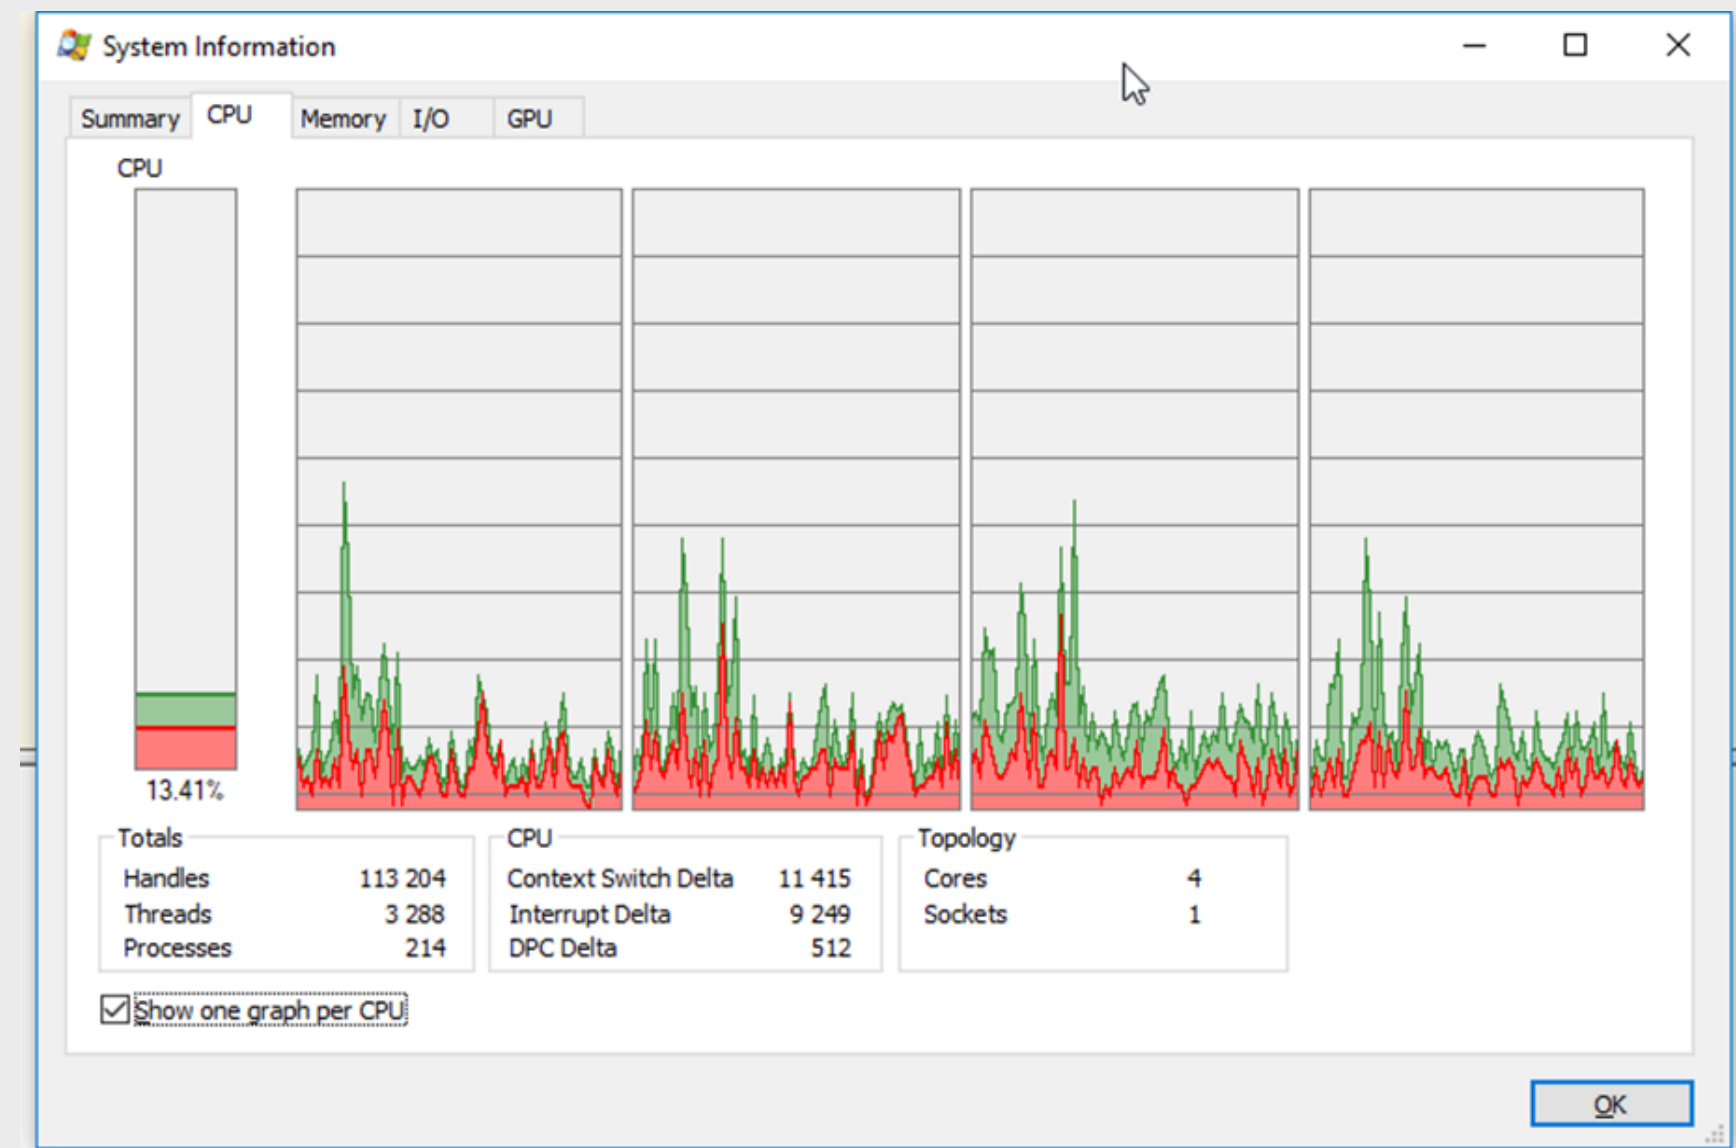 System Information
Summary CPU Memory I/O GPU
CPU
13.41%
Totals
Handles 113 204
Threads 3 288
Processes 214
CPU
Context Switch Delta 11 415
Interrupt Delta 9 249
DPC Delta 512
Topology
Cores 4
Sockets 1
Show one graph per CPU
OK